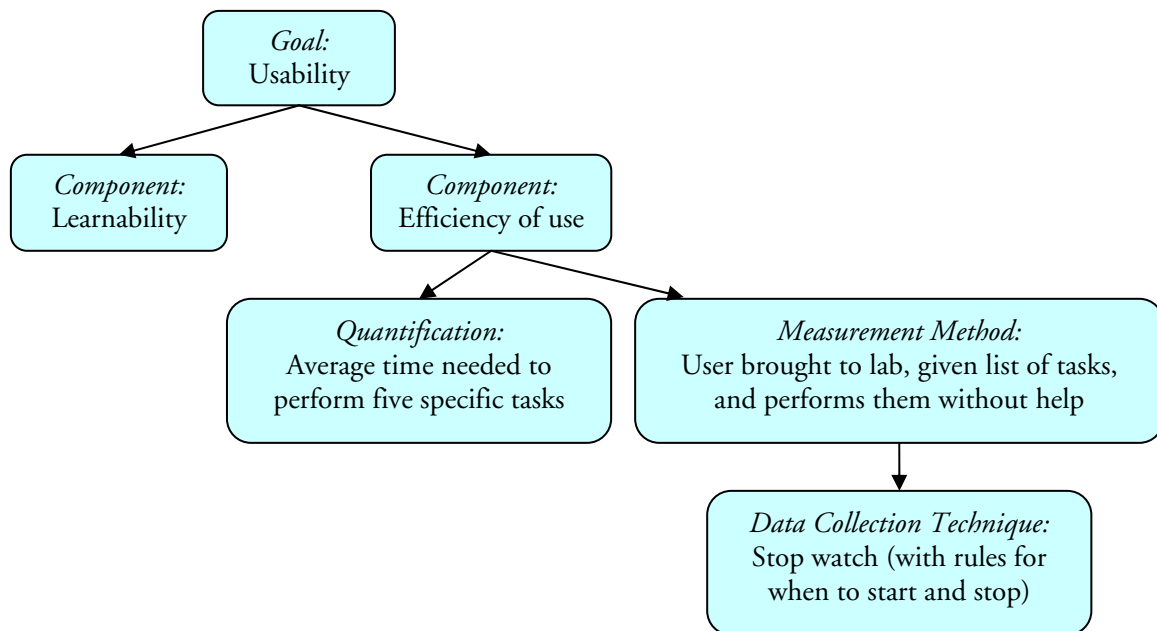 Goal:
Usability
Component:
Learnability
Component:
Efficiency of use
Quantification:
Average time needed to
perform five specific tasks
Measurement Method:
User brought to lab, given list of tasks,
and performs them without help
Data Collection Technique:
Stop watch (with rules for
when to start and stop)